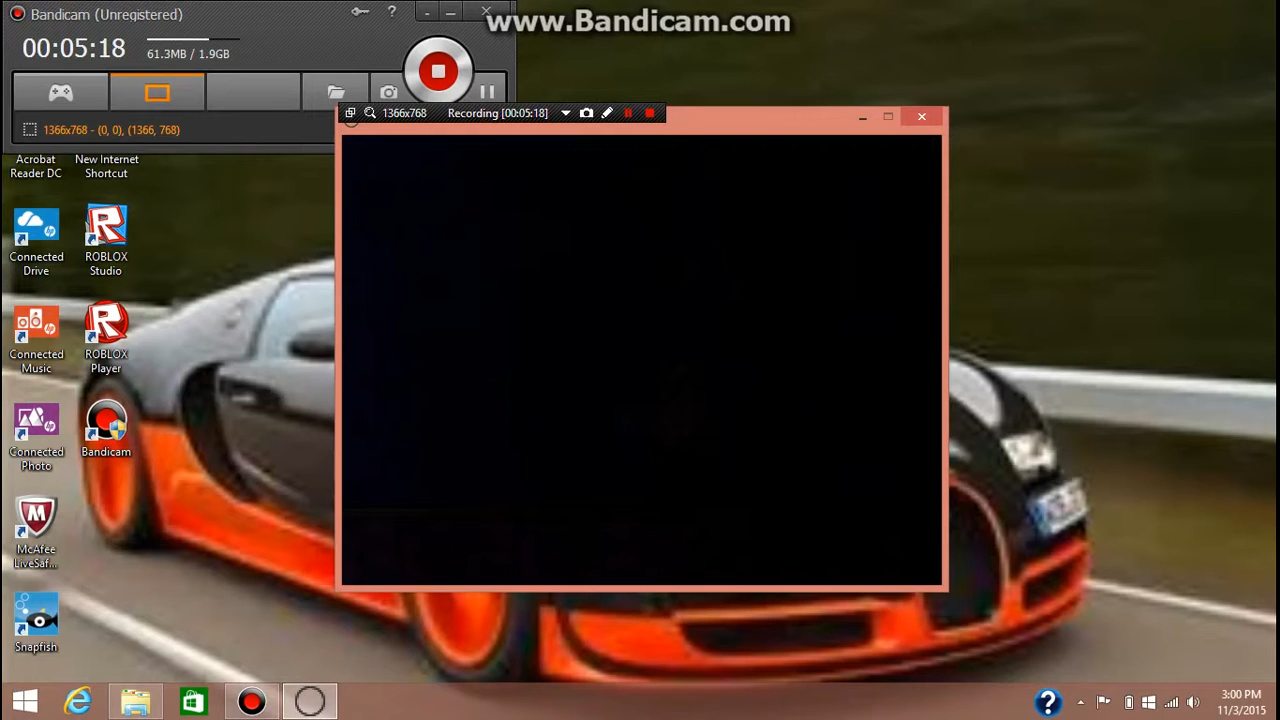 Bandicam (Unregistered)
www.Bandicam.com
00:05:18
61.3MB / 1.9GB
1366x768 - (0, 0), (1366, 768)
1366x768
Recording [00:05:18]
Acrobat
Reader DC
New Internet
Shortcut
Connected
Drive
ROBLOX
Studio
Connected
Music
ROBLOX
Player
Connected
Photo
Bandicam
McAfee
LiveSaf...
Snapfish
3:00 PM
11/3/2015